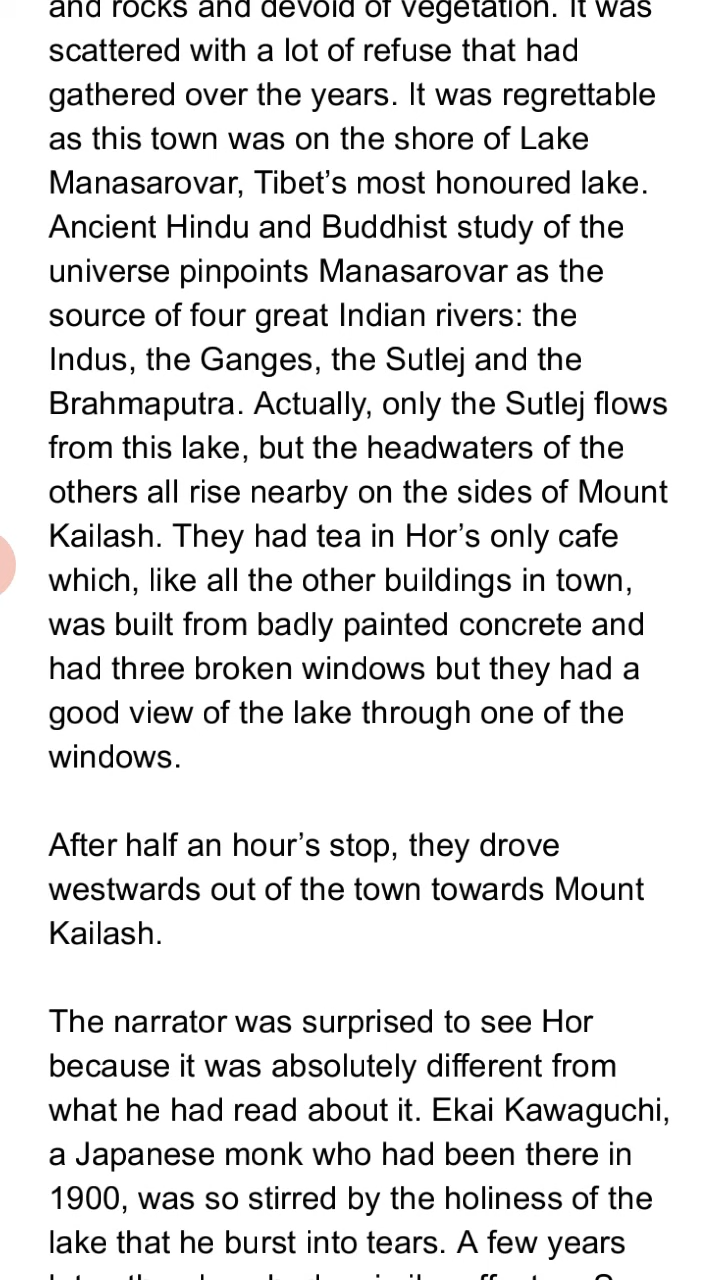 and rocks and devoid of vegetation. It was
scattered with a lot of refuse that had
gathered over the years. It was regrettable
as this town was on the shore of Lake
Manasarovar, Tibet’s most honoured lake.
Ancient Hindu and Buddhist study of the
universe pinpoints Manasarovar as the
source of four great Indian rivers: the
Indus, the Ganges, the Sutlej and the
Brahmaputra. Actually, only the Sutlej flows
from this lake, but the headwaters of the
others all rise nearby on the sides of Mount
Kailash. They had tea in Hor’s only cafe
which, like all the other buildings in town,
was built from badly painted concrete and
had three broken windows but they had a
good view of the lake through one of the
windows.
After half an hour’s stop, they drove
westwards out of the town towards Mount
Kailash.
The narrator was surprised to see Hor
because it was absolutely different from
what he had read about it. Ekai Kawaguchi,
a Japanese monk who had been there in
1900, was so stirred by the holiness of the
lake that he burst into tears. A few years